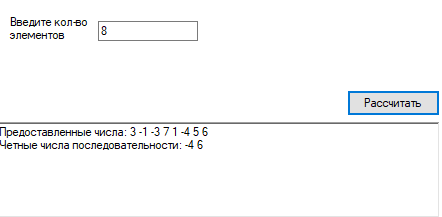 Введите кол-во
элементов
8
Рассчитать
Предоставленные числа: 3 -1 -3 7 1 -4 5 6
Четные числа последовательности: -4 6